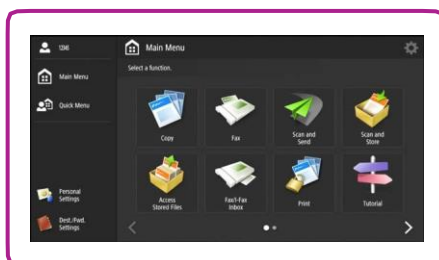 1246
Main Menu
Select a function.
Main Menu
Quick Menu
Copy
Fax
Scan and
Send
Scan and
Store
Access
Stored Files
Fax/I-Fax
Inbox
Print
Tutorial
Personal
Settings
Dest./Fwd.
Settings